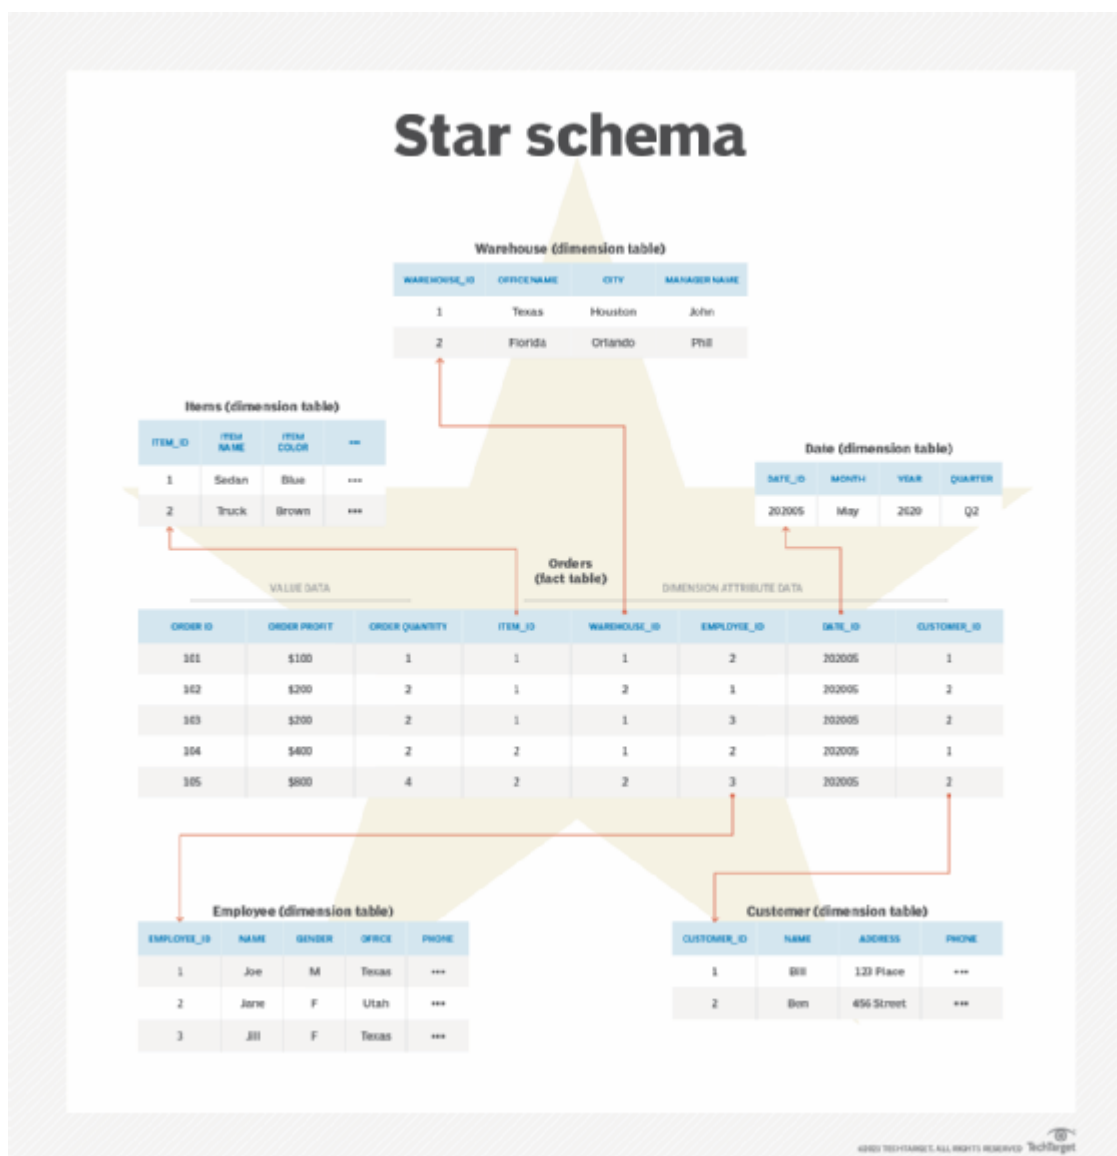 Star schema
Warehouse (dimension table)
WAREHOUSE_ID OFFICE NAME CITY MANAGER NAME
1 Texas Houston John
2 Florida Orlando Phil
Items (dimension table)
ITEM_ID ITEM NAME ITEM COLOR •••
1 Sedan Blue •••
2 Truck Brown •••
Date (dimension table)
DATE_ID MONTH YEAR QUARTER
202005 May 2020 Q2
Orders
(fact table)
VALUE DATA DIMENSION ATTRIBUTE DATA
ORDER ID ORDER PROFIT ORDER QUANTITY ITEM_ID WAREHOUSE_ID EMPLOYEE_ID DATE_ID CUSTOMER_ID
101 $100 1 1 1 2 202005 1
102 $200 2 1 2 1 202005 2
103 $200 2 1 1 3 202005 2
104 $400 2 2 1 2 202005 1
105 $800 4 2 2 3 202005 2
Employee (dimension table)
EMPLOYEE_ID NAME GENDER OFFICE PHONE
1 Joe M Texas •••
2 Jane F Utah •••
3 Jill F Texas •••
Customer (dimension table)
CUSTOMER_ID NAME ADDRESS PHONE
1 Bill 123 Place •••
2 Ben 456 Street •••
©2021 TECHTARGET. ALL RIGHTS RESERVED TechTarget